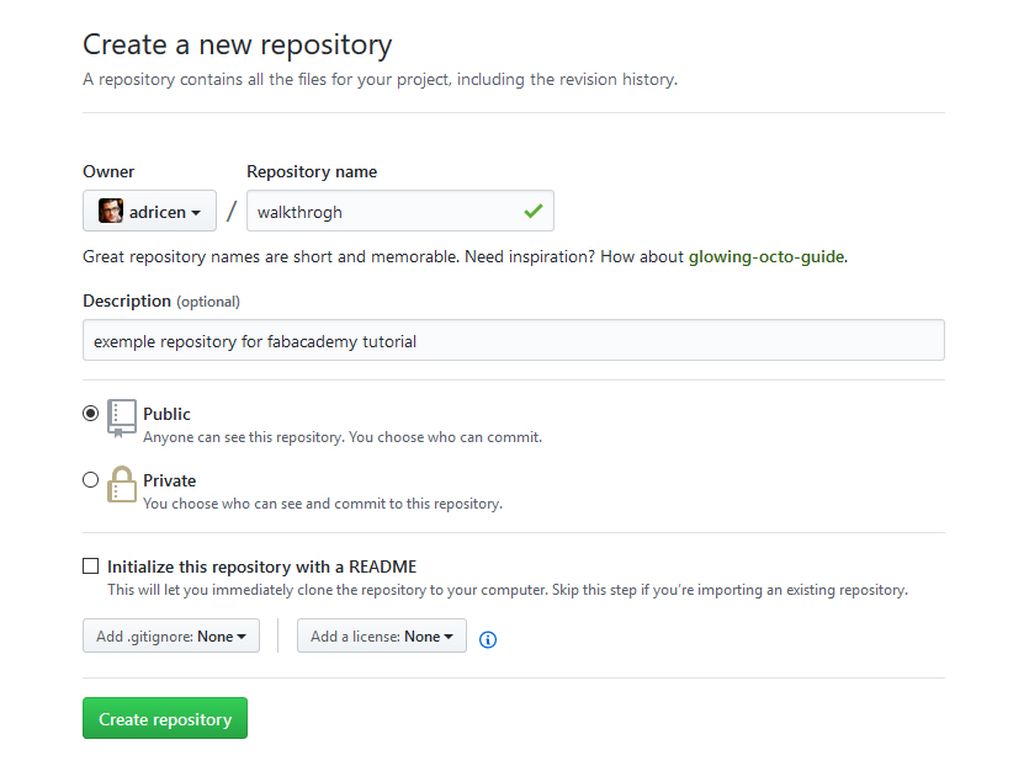 Create a new repository
A repository contains all the files for your project, including the revision history.
Owner
Repository name
adricen
/
walkthrogh
Great repository names are short and memorable. Need inspiration? How about glowing-octo-guide.
Description (optional)
exemple repository for fabacademy tutorial
Public
Anyone can see this repository. You choose who can commit.
Private
You choose who can see and commit to this repository.
Initialize this repository with a README
This will let you immediately clone the repository to your computer. Skip this step if you’re importing an existing repository.
Add .gitignore: None
Add a license: None
Create repository